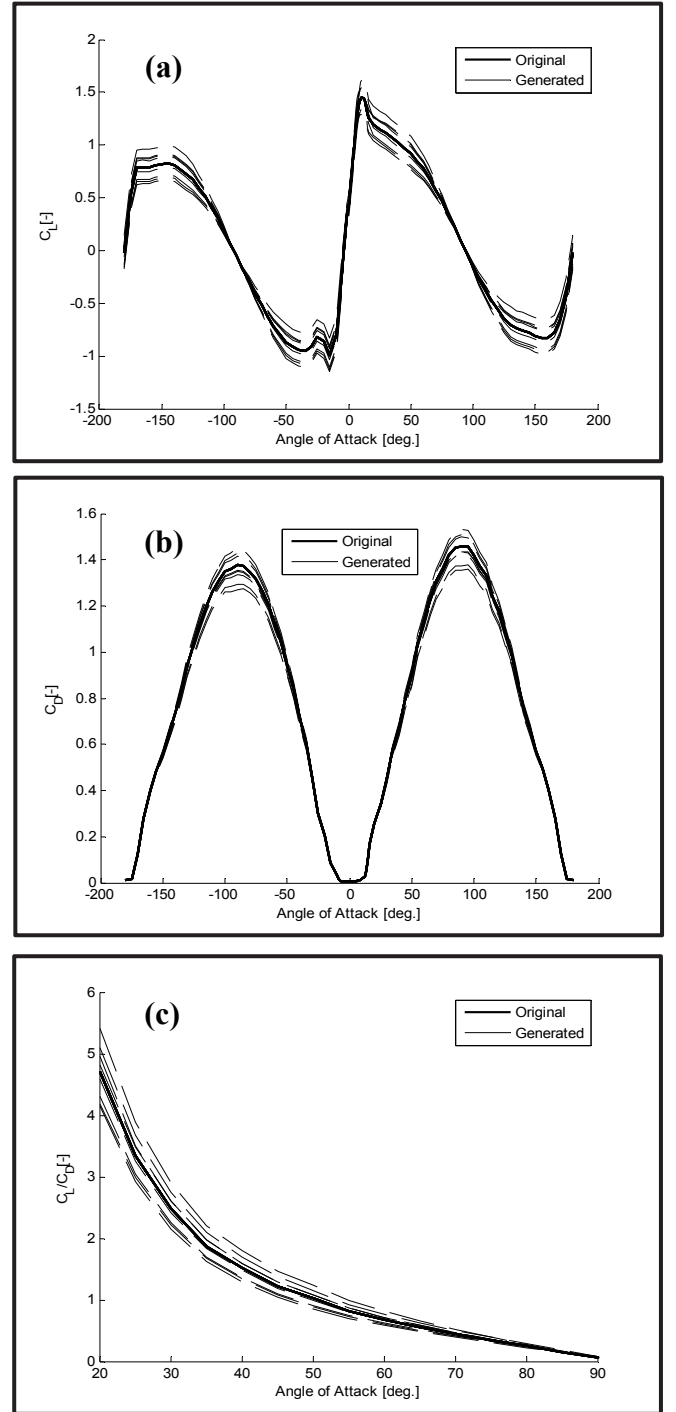 (a)
Original
Generated
2
1.5
1
0.5
0
-0.5
-1
-1.5
C_L[-]
-200 -150 -100 -50 0 50 100 150 200
Angle of Attack [deg.]
(b)
Original
Generated
1.6
1.4
1.2
1
0.8
0.6
0.4
0.2
0
C_D[-]
-200 -150 -100 -50 0 50 100 150 200
Angle of Attack [deg.]
(c)
Original
Generated
6
5
4
3
2
1
0
C_L/C_D[-]
20 30 40 50 60 70 80 90
Angle of Attack [deg.]